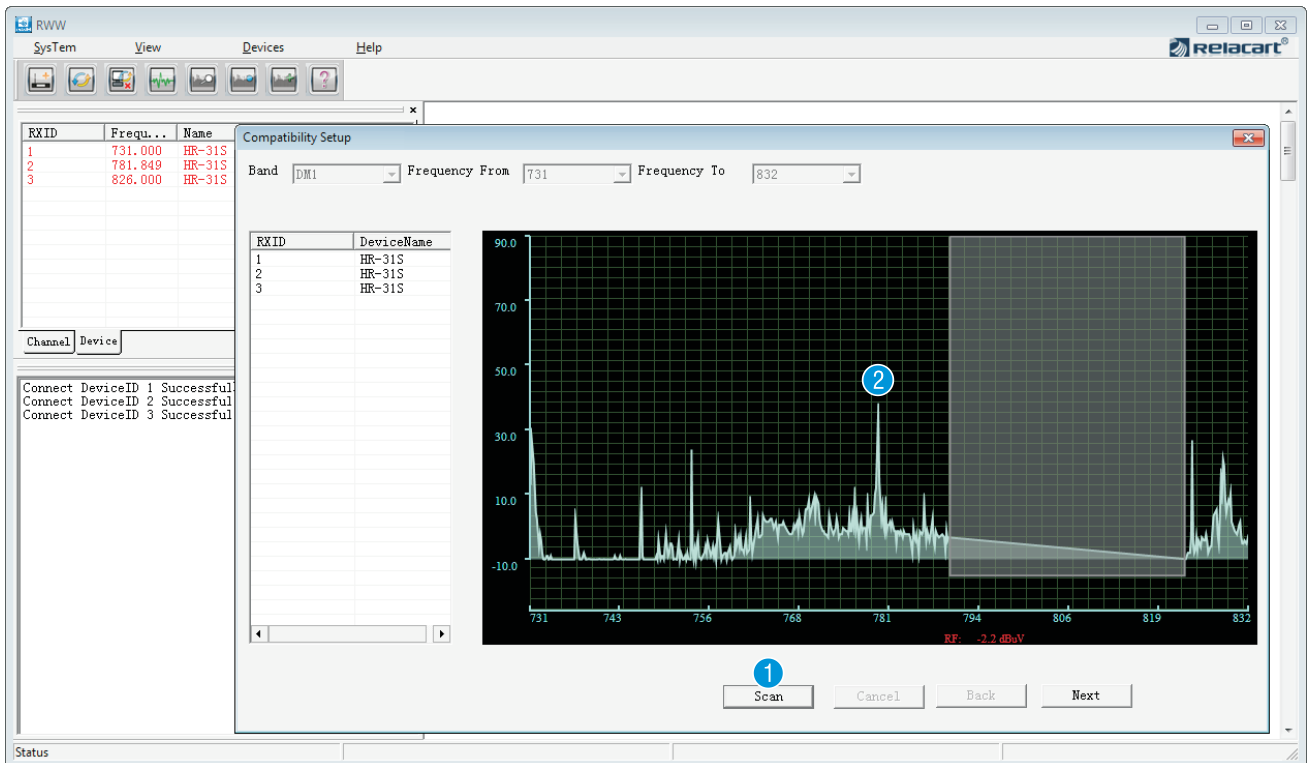 RWW
SysTem View Devices Help
Relacart®
RXID Frequ... Name
1 731.000 HR-31S
2 781.849 HR-31S
3 826.000 HR-31S
Channel Device
Connect DeviceID 1 Successful
Connect DeviceID 2 Successful
Connect DeviceID 3 Successful
Compatibility Setup
Band DM1 Frequency From 731 Frequency To 832
RXID DeviceName
1 HR-31S
2 HR-31S
3 HR-31S
90.0
70.0
50.0
30.0
10.0
-10.0
2
731 743 756 768 781 794 806 819 832
RF: -2.2 dBuV
1
Scan Cancel Back Next
Status